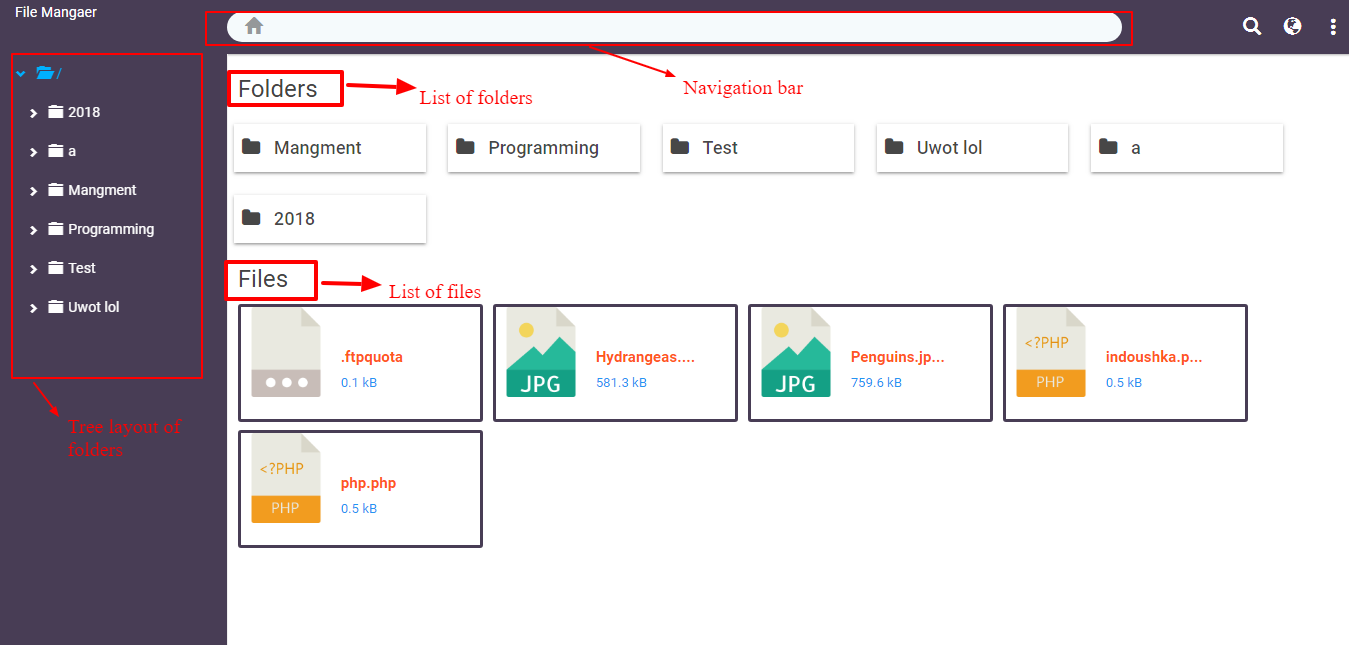 File Mangaer
/
2018
a
Mangment
Programming
Test
Uwot lol
Tree layout of
folders
Navigation bar
Folders
List of folders
Mangment
Programming
Test
Uwot lol
a
2018
Files
List of files
.ftpquota
0.1 kB
JPG
Hydrangeas....
581.3 kB
JPG
Penguins.jp...
759.6 kB
<?PHP
PHP
indoushka.p...
0.5 kB
<?PHP
PHP
php.php
0.5 kB